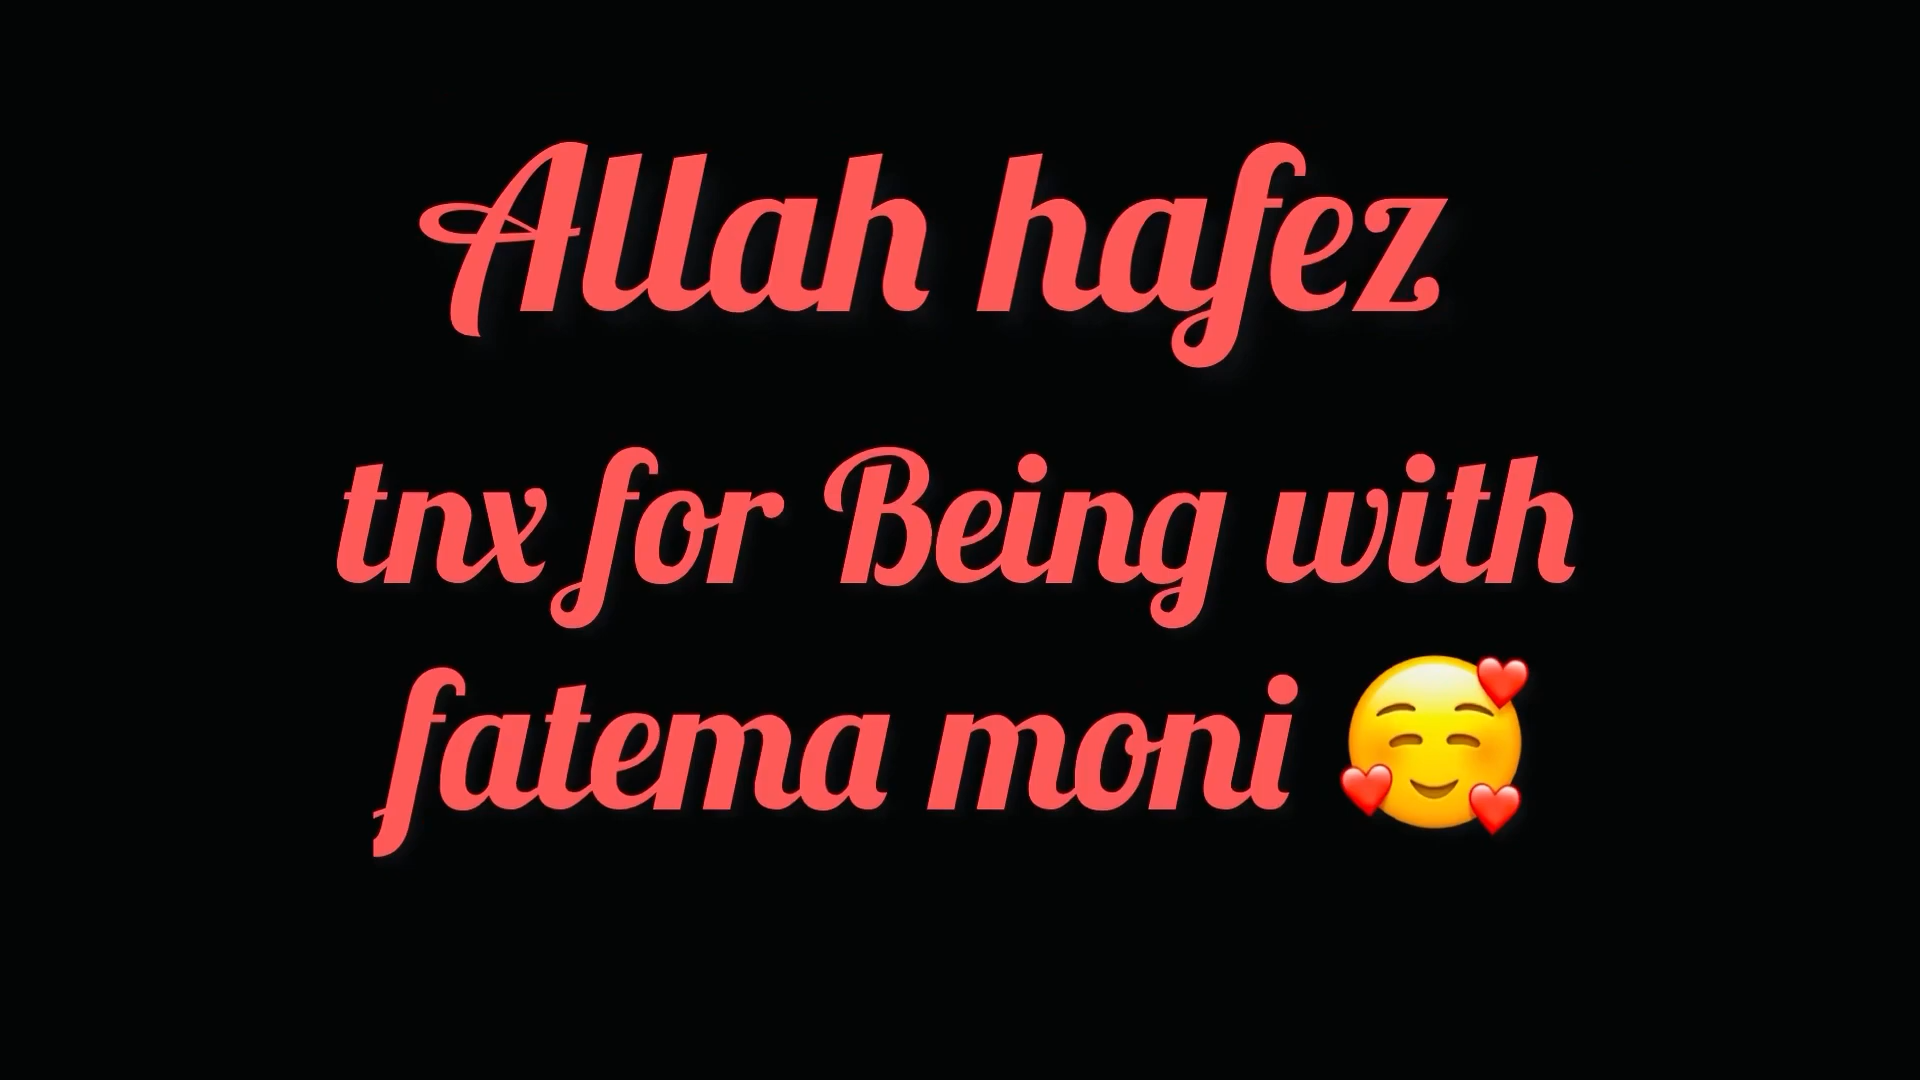 Allah hafez
tnx for Being with
fatema moni 🥰